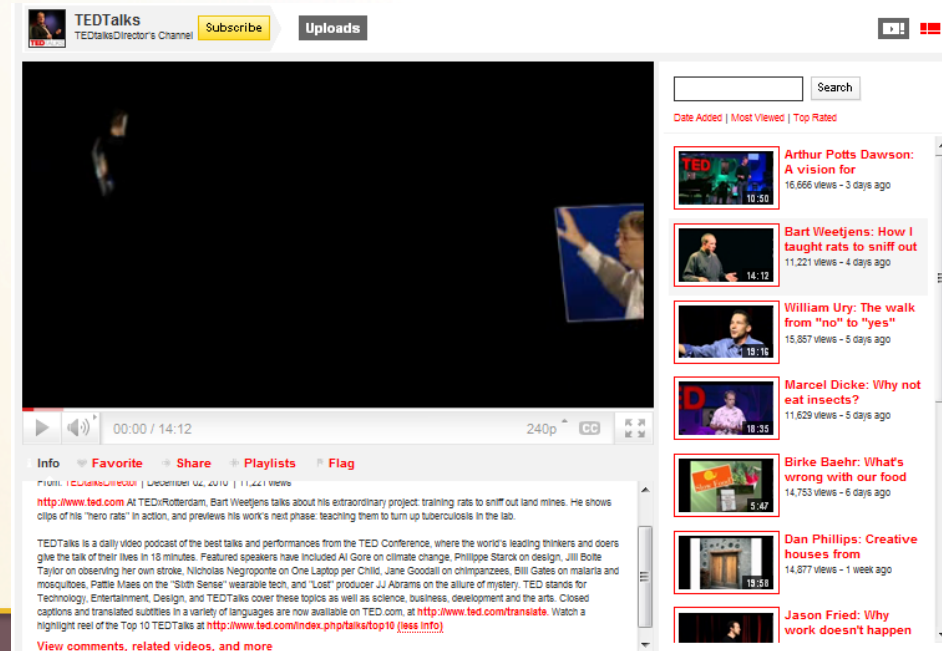 TEDTalks
TEDtalksDirector's Channel
Subscribe
Uploads
Search
Date Added | Most Viewed | Top Rated
TED
10:50
Arthur Potts Dawson:
A vision for
16,666 views - 3 days ago
14:12
Bart Weetjens: How I
taught rats to sniff out
11,221 views - 4 days ago
19:16
William Ury: The walk
from "no" to "yes"
15,857 views - 5 days ago
18:35
Marcel Dicke: Why not
eat insects?
11,629 views - 5 days ago
5:47
Birke Baehr: What's
wrong with our food
14,753 views - 6 days ago
19:58
Dan Phillips: Creative
houses from
14,877 views - 1 week ago
Jason Fried: Why
work doesn't happen
00:00 / 14:12
240p
CC
Info
Favorite
Share
Playlists
Flag
From: TEDtalksDirector | December 02, 2010 | 11,221 views
http://www.ted.com At TEDxRotterdam, Bart Weetjens talks about his extraordinary project: training rats to sniff out land mines. He shows
clips of his "hero rats" in action, and previews his work's next phase: teaching them to turn up tuberculosis in the lab.
TEDTalks is a daily video podcast of the best talks and performances from the TED Conference, where the world's leading thinkers and doers
give the talk of their lives in 18 minutes. Featured speakers have included Al Gore on climate change, Philippe Starck on design, Jill Bolte
Taylor on observing her own stroke, Nicholas Negroponte on One Laptop per Child, Jane Goodall on chimpanzees, Bill Gates on malaria and
mosquitoes, Pattie Maes on the "Sixth Sense" wearable tech, and "Lost" producer JJ Abrams on the allure of mystery. TED stands for
Technology, Entertainment, Design, and TEDTalks cover these topics as well as science, business, development and the arts. Closed
captions and translated subtitles in a variety of languages are now available on TED.com, at http://www.ted.com/translate. Watch a
highlight reel of the Top 10 TEDTalks at http://www.ted.com/index.php/talks/top10 (less info)
View comments, related videos, and more